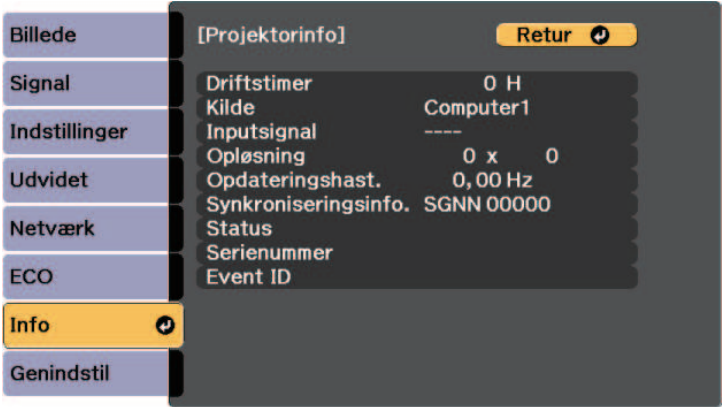 Billede
Signal
Indstillinger
Udvidet
Netværk
ECO
Info
Genindstil
[Projektorinfo]
Retur
Driftstimer 0 H
Kilde Computer1
Inputsignal ----
Opløsning 0 x 0
Opdateringshast. 0,00 Hz
Synkroniseringsinfo. SGNN 00000
Status
Serienummer
Event ID